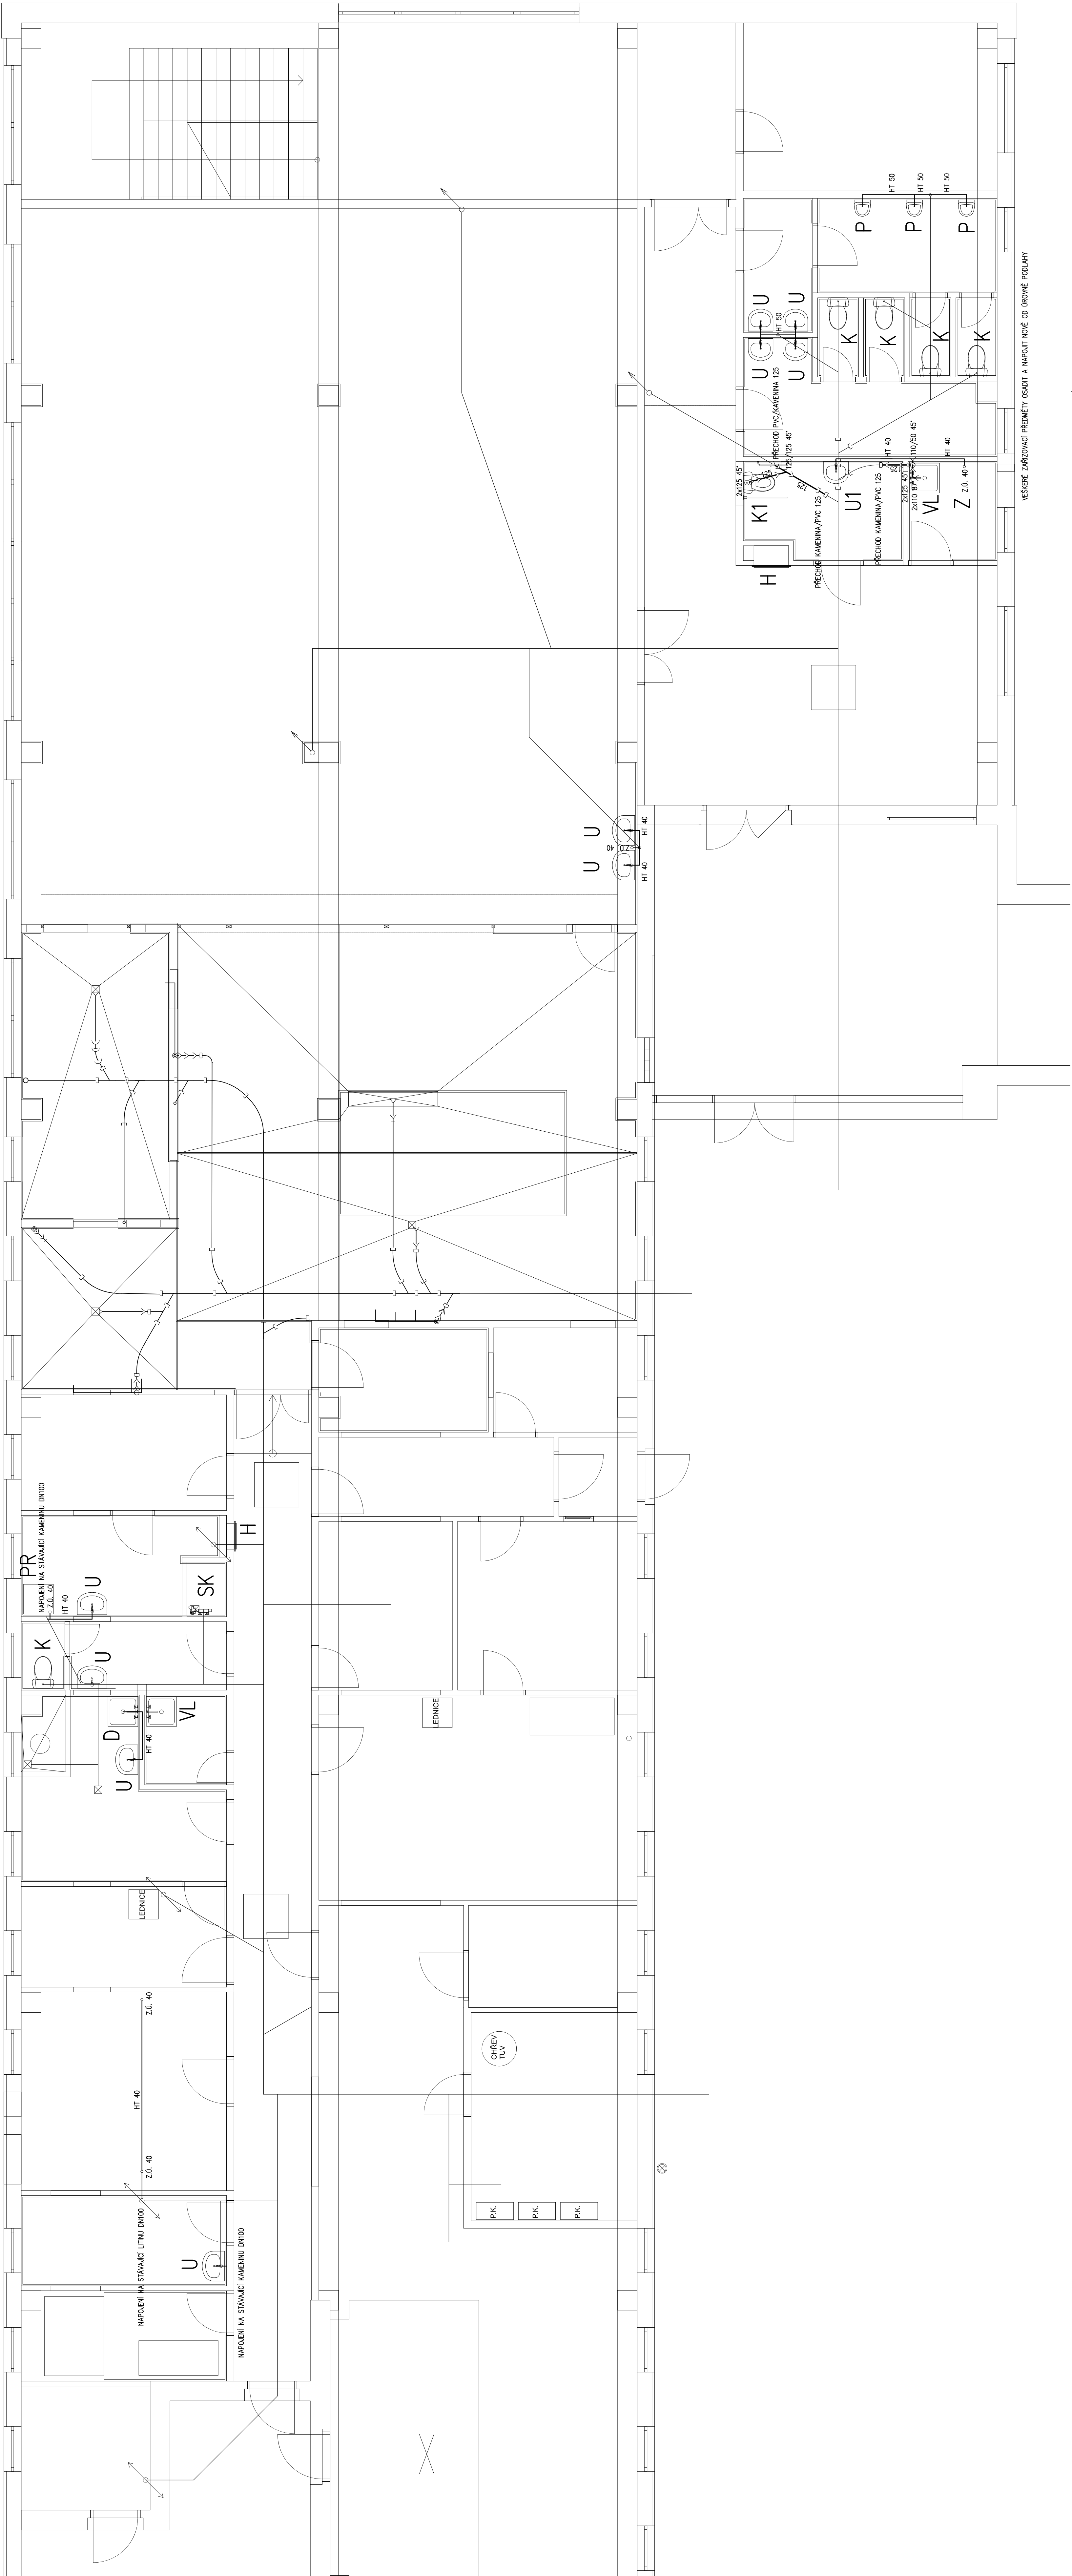 HT 50
HT 50
HT 50
P
P
P
VEŠKERÉ ZAŘIZOVACÍ PŘEDMĚTY OSADIT A NAPOJIT NOVĚ OD ÚROVNĚ PODLAHY
U
U
HT 50
U
U
K
K
K
K
PŘECHOD PVC/KAMENINA 125
125/125 45°
2x125 45°
125
125
HT 40
HT 40
110/50 45°
125
2x125 45°
K1
U1
VL
Z
Z.Ú. 40
PŘECHOD KAMENINA/PVC 125
PŘECHOD KAMENINA/PVC 125
H
U
U
HT 40
Z.Ú. 40
HT 40
NAPOJENÍ NA STÁVAJÍCÍ KAMENINU DN100
PR
Z.Ú. 40
HT 40
U
SK
H
K
U
D
VL
HT 40
U
LEDNICE
LEDNICE
Z.Ú. 40
HT 40
Z.Ú. 40
OHŘEV
TUV
P.K.
P.K.
P.K.
NAPOJENÍ NA STÁVAJÍCÍ LITINU DN100
U
NAPOJENÍ NA STÁVAJÍCÍ KAMENINU DN100